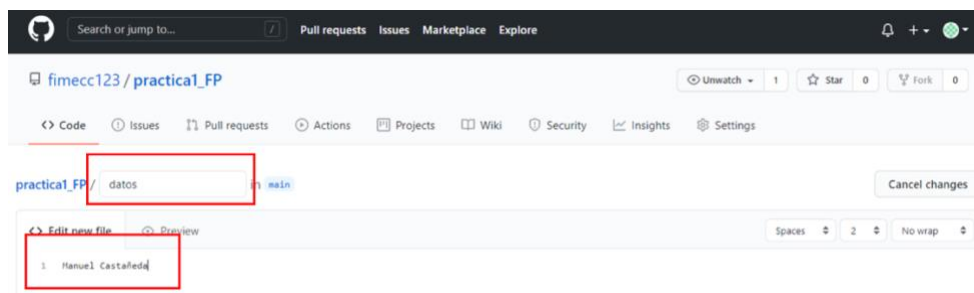 Search or jump to... / Pull requests Issues Marketplace Explore
fimecc123 / practica1_FP Unwatch 1 Star 0 Fork 0
<> Code Issues Pull requests Actions Projects Wiki Security Insights Settings
practica1_FP / datos in main Cancel changes
<> Edit new file Preview Spaces 2 No wrap
1 Manuel Castañeda